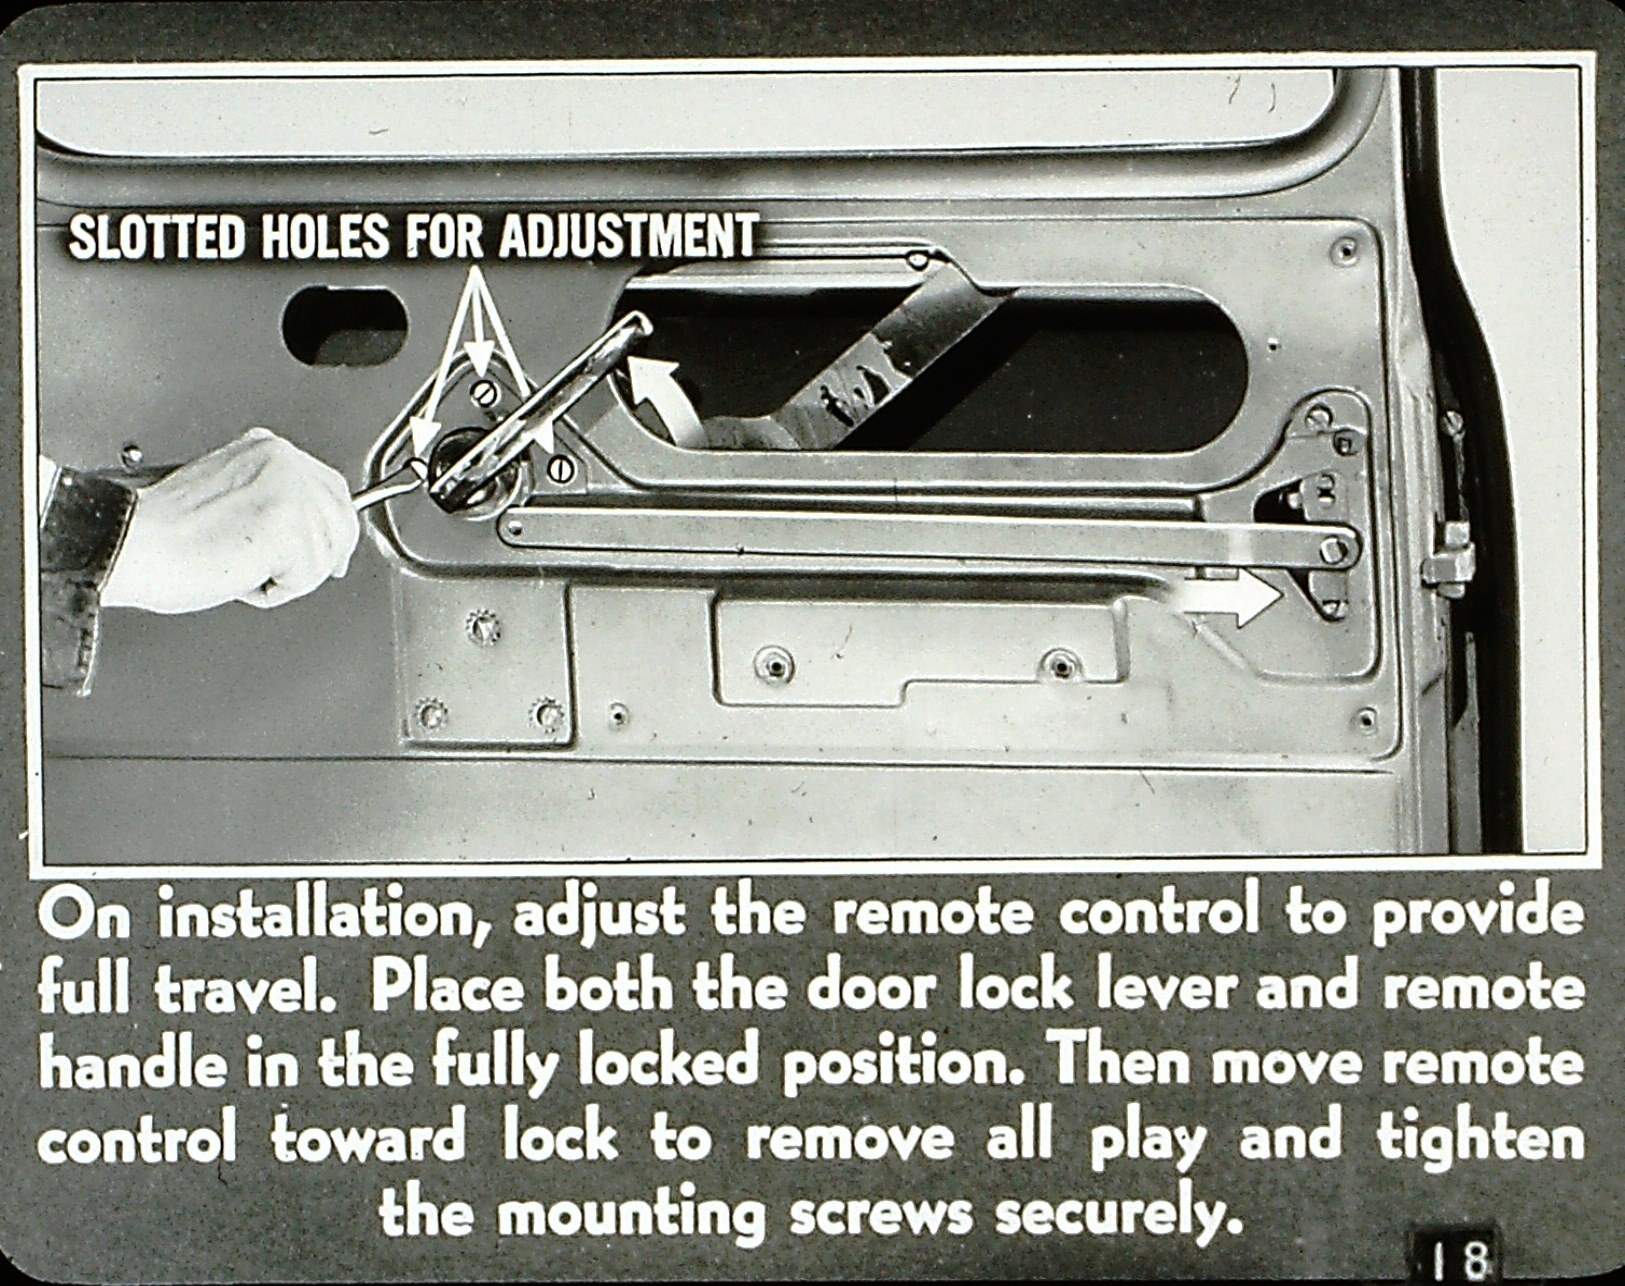 SLOTTED HOLES FOR ADJUSTMENT
On installation, adjust the remote control to provide
full travel. Place both the door lock lever and remote
handle in the fully locked position. Then move remote
control toward lock to remove all play and tighten
the mounting screws securely.
18